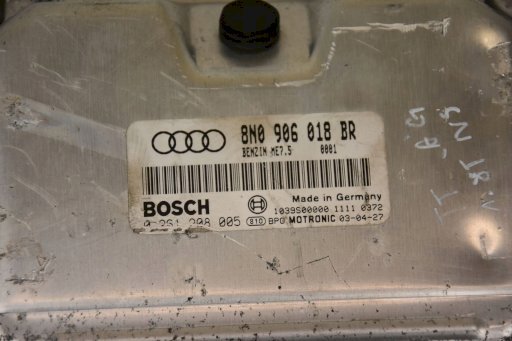 8N0 906 018 BR
BENZIN ME7.5 0001
BOSCH
Made in Germany
1039S00000 1111 0372
0 261 208 005 BPG MOTRONIC 03-04-27